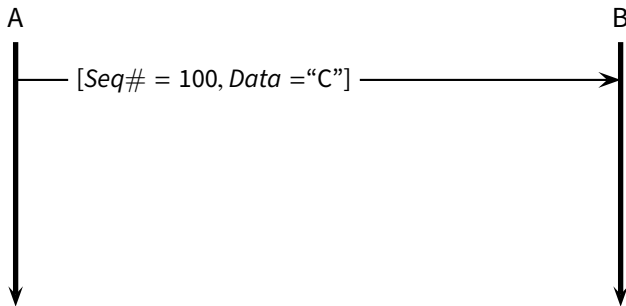 A B
[Seq# = 100, Data =“C”]